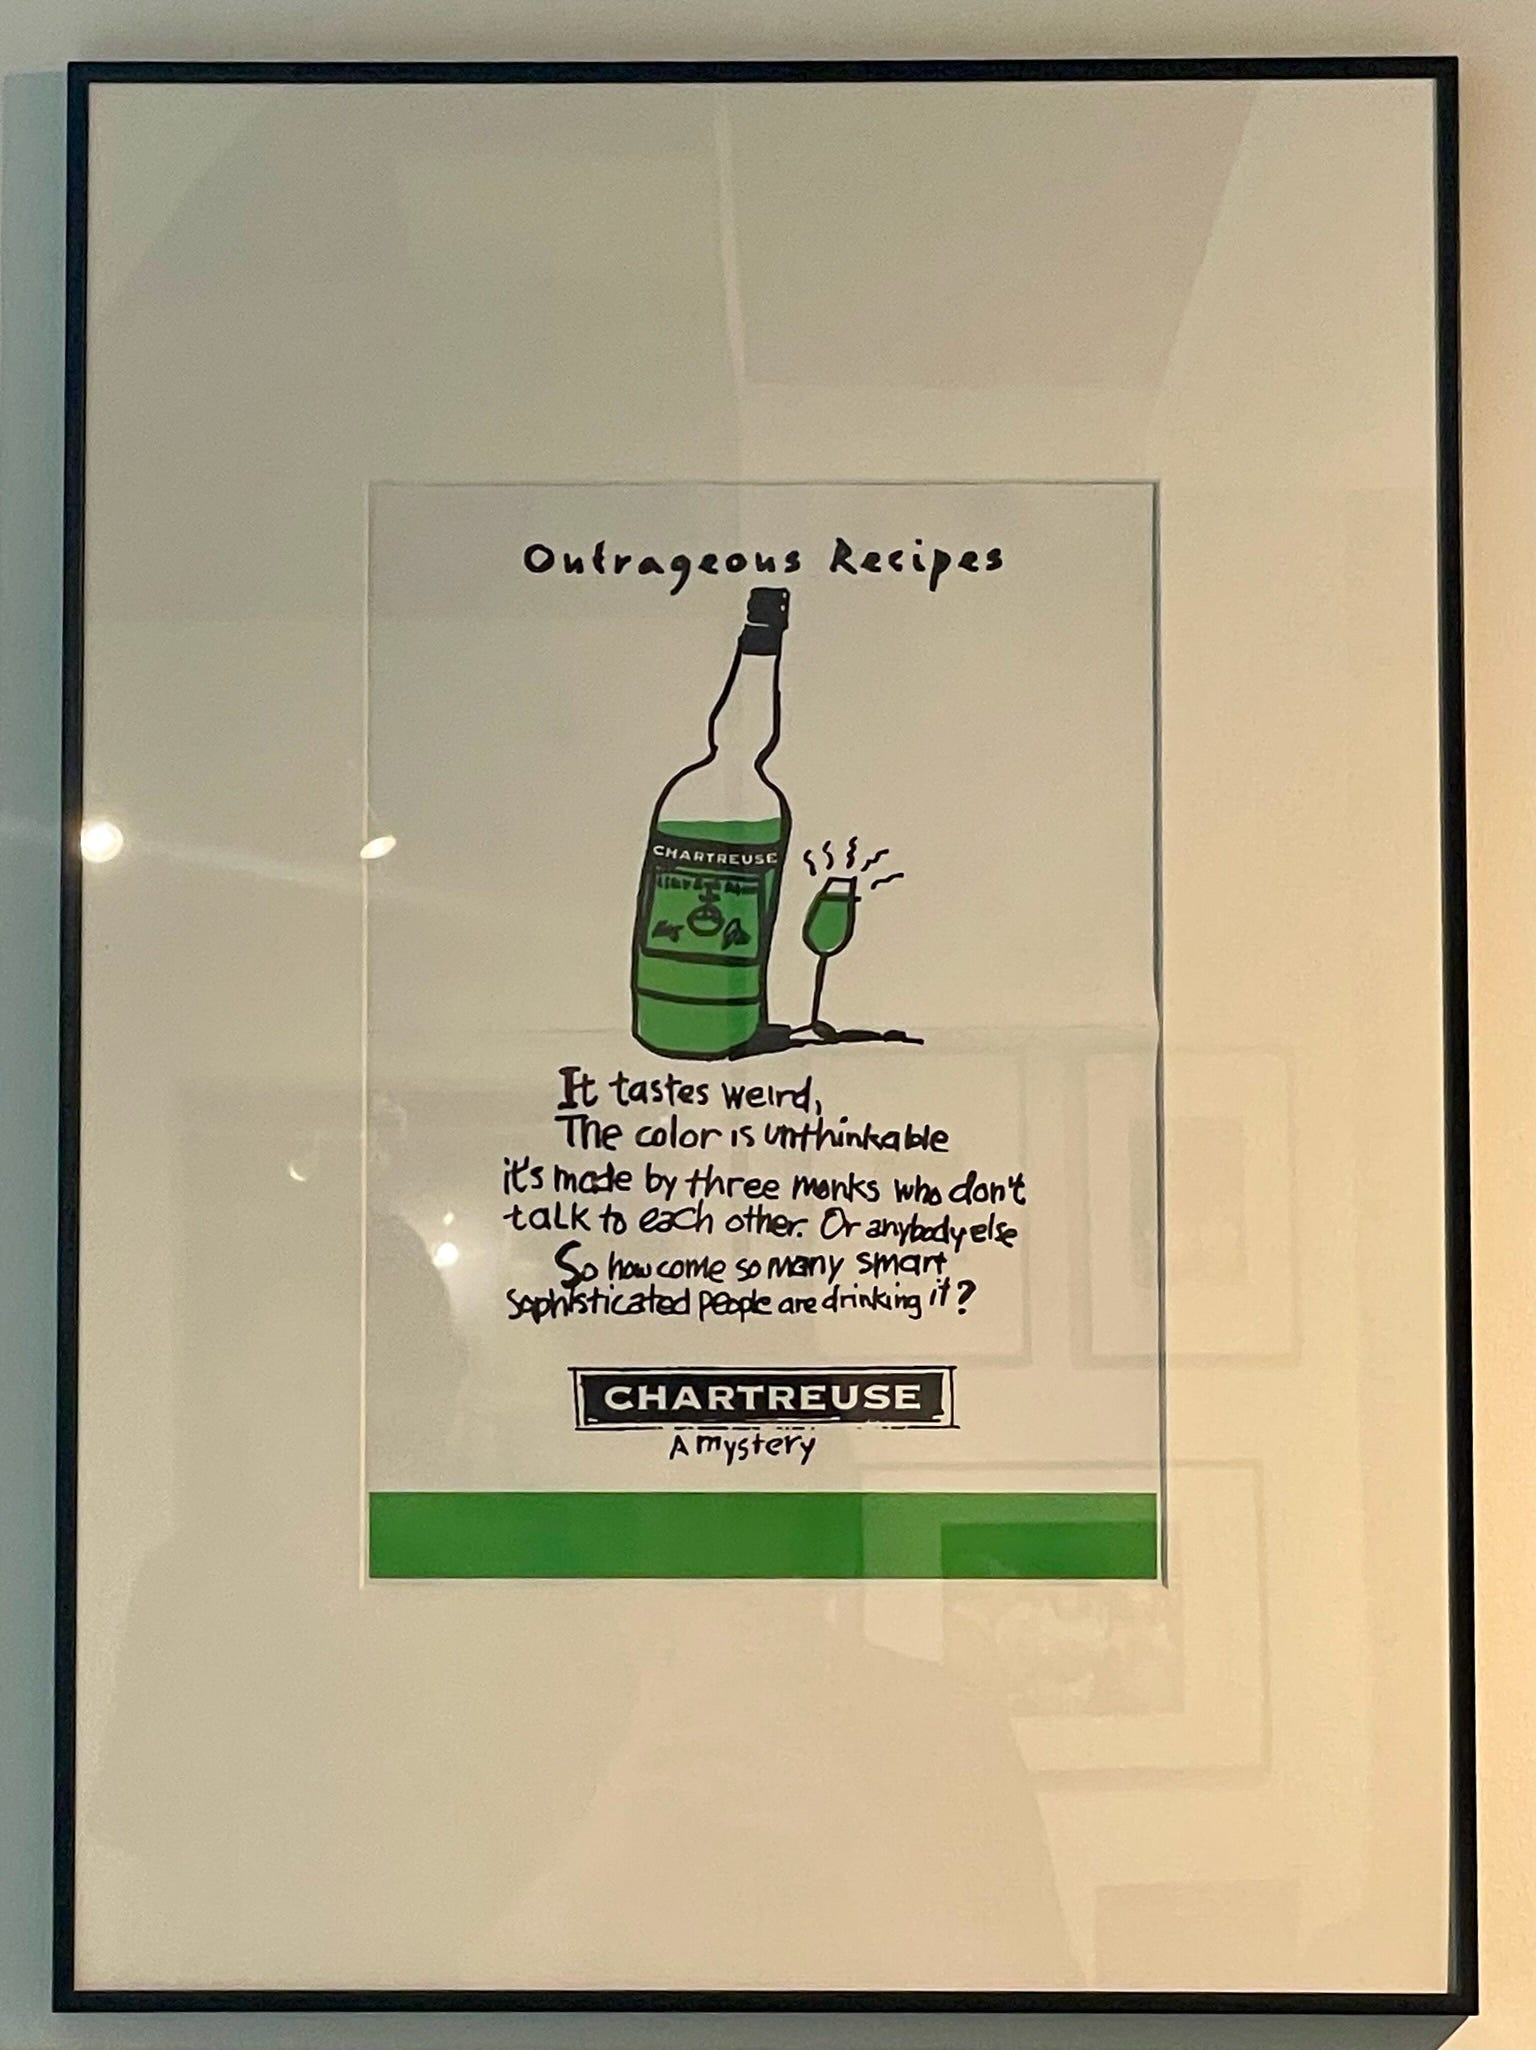 Outrageous Recipes
CHARTREUSE
It tastes weird,
The color is unthinkable
it's made by three monks who don't
talk to each other. Or anybody else
So how come so many smart
sophisticated people are drinking it?
CHARTREUSE
A mystery